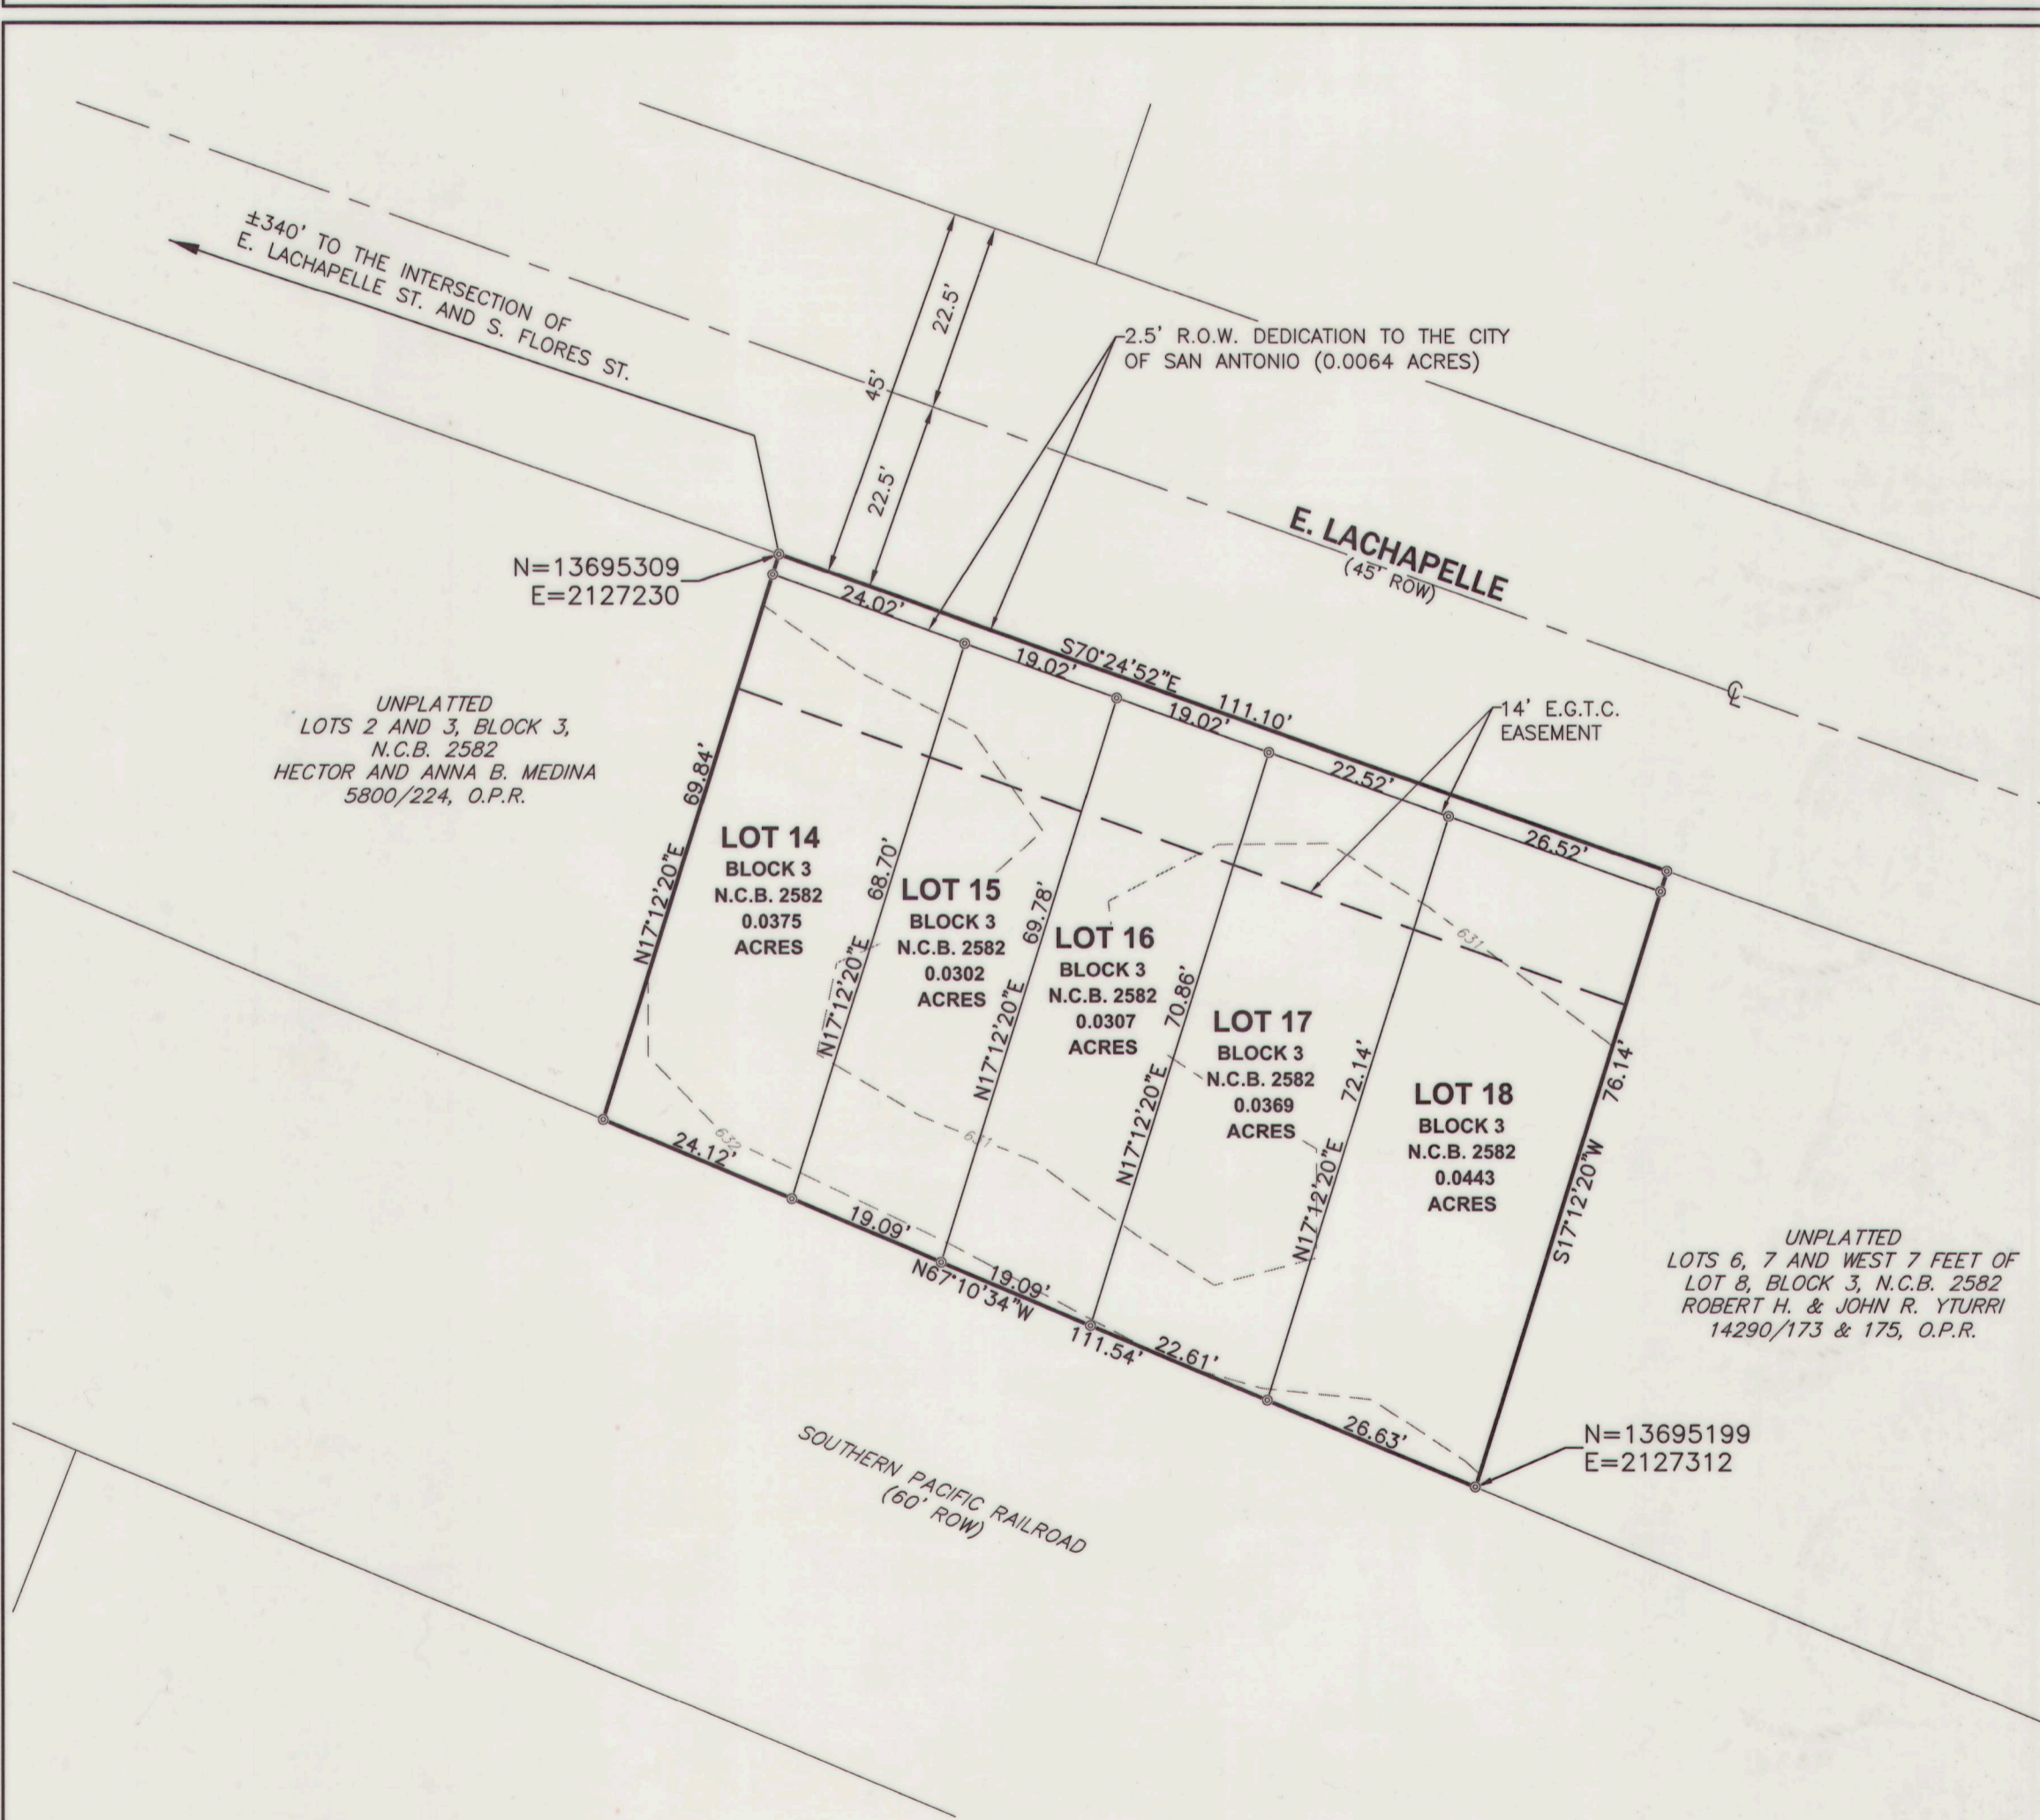 ±340' TO THE INTERSECTION OF
E. LACHAPELLE ST. AND S. FLORES ST.
22.5'
45'
22.5'
2.5' R.O.W. DEDICATION TO THE CITY
OF SAN ANTONIO (0.0064 ACRES)
E. LACHAPELLE
(45' ROW)
N=13695309
E=2127230
24.02'
19.02'
S70°24'52"E
111.10'
19.02'
22.52'
26.52'
℄
14' E.G.T.C.
EASEMENT
UNPLATTED
LOTS 2 AND 3, BLOCK 3,
N.C.B. 2582
HECTOR AND ANNA B. MEDINA
5800/224, O.P.R.
69.84'
N17°12'20"E
LOT 14
BLOCK 3
N.C.B. 2582
0.0375
ACRES
68.70'
N17°12'20"E
LOT 15
BLOCK 3
N.C.B. 2582
0.0302
ACRES
69.78'
N17°12'20"E
LOT 16
BLOCK 3
N.C.B. 2582
0.0307
ACRES
70.86'
N17°12'20"E
LOT 17
BLOCK 3
N.C.B. 2582
0.0369
ACRES
72.14'
N17°12'20"E
LOT 18
BLOCK 3
N.C.B. 2582
0.0443
ACRES
631
76.14'
S17°12'20"W
632
631
24.12'
19.09'
19.09'
N67°10'34"W
111.54'
22.61'
26.63'
UNPLATTED
LOTS 6, 7 AND WEST 7 FEET OF
LOT 8, BLOCK 3, N.C.B. 2582
ROBERT H. & JOHN R. YTURRI
14290/173 & 175, O.P.R.
N=13695199
E=2127312
SOUTHERN PACIFIC RAILROAD
(60' ROW)